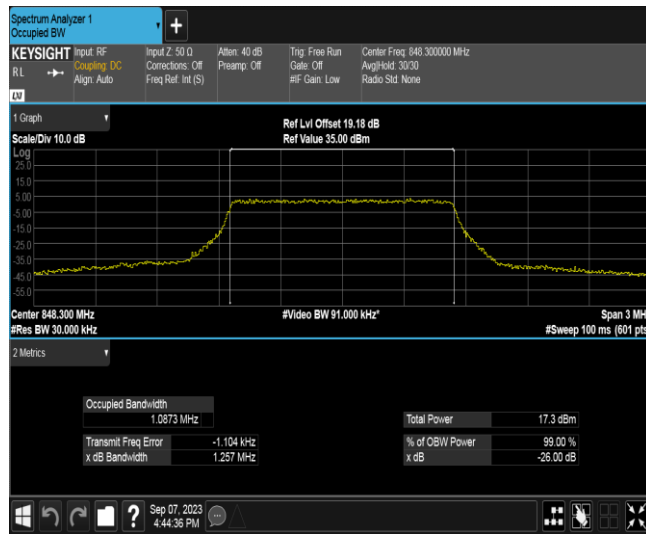 Spectrum Analyzer 1
Occupied BW
+
KEYSIGHT
RL
LXI
Input: RF
Coupling: DC
Align: Auto
Input Z: 50 Ω
Corrections: Off
Freq Ref: Int (S)
Atten: 40 dB
Preamp: Off
Trig: Free Run
Gate: Off
#IF Gain: Low
Center Freq: 848.300000 MHz
Avg|Hold: 30/30
Radio Std: None
1 Graph
Scale/Div 10.0 dB
Ref Lvl Offset 19.18 dB
Ref Value 35.00 dBm
Log
25.0
15.0
5.00
-5.00
-15.0
-25.0
-35.0
-45.0
-55.0
Center 848.300 MHz
#Res BW 30.000 kHz
#Video BW 91.000 kHz*
Span 3 MH
#Sweep 100 ms (601 pts
2 Metrics
Occupied Bandwidth
1.0873 MHz
Transmit Freq Error -1.104 kHz
x dB Bandwidth 1.257 MHz
Total Power 17.3 dBm
% of OBW Power 99.00 %
x dB -26.00 dB
?
Sep 07, 2023
4:44:36 PM